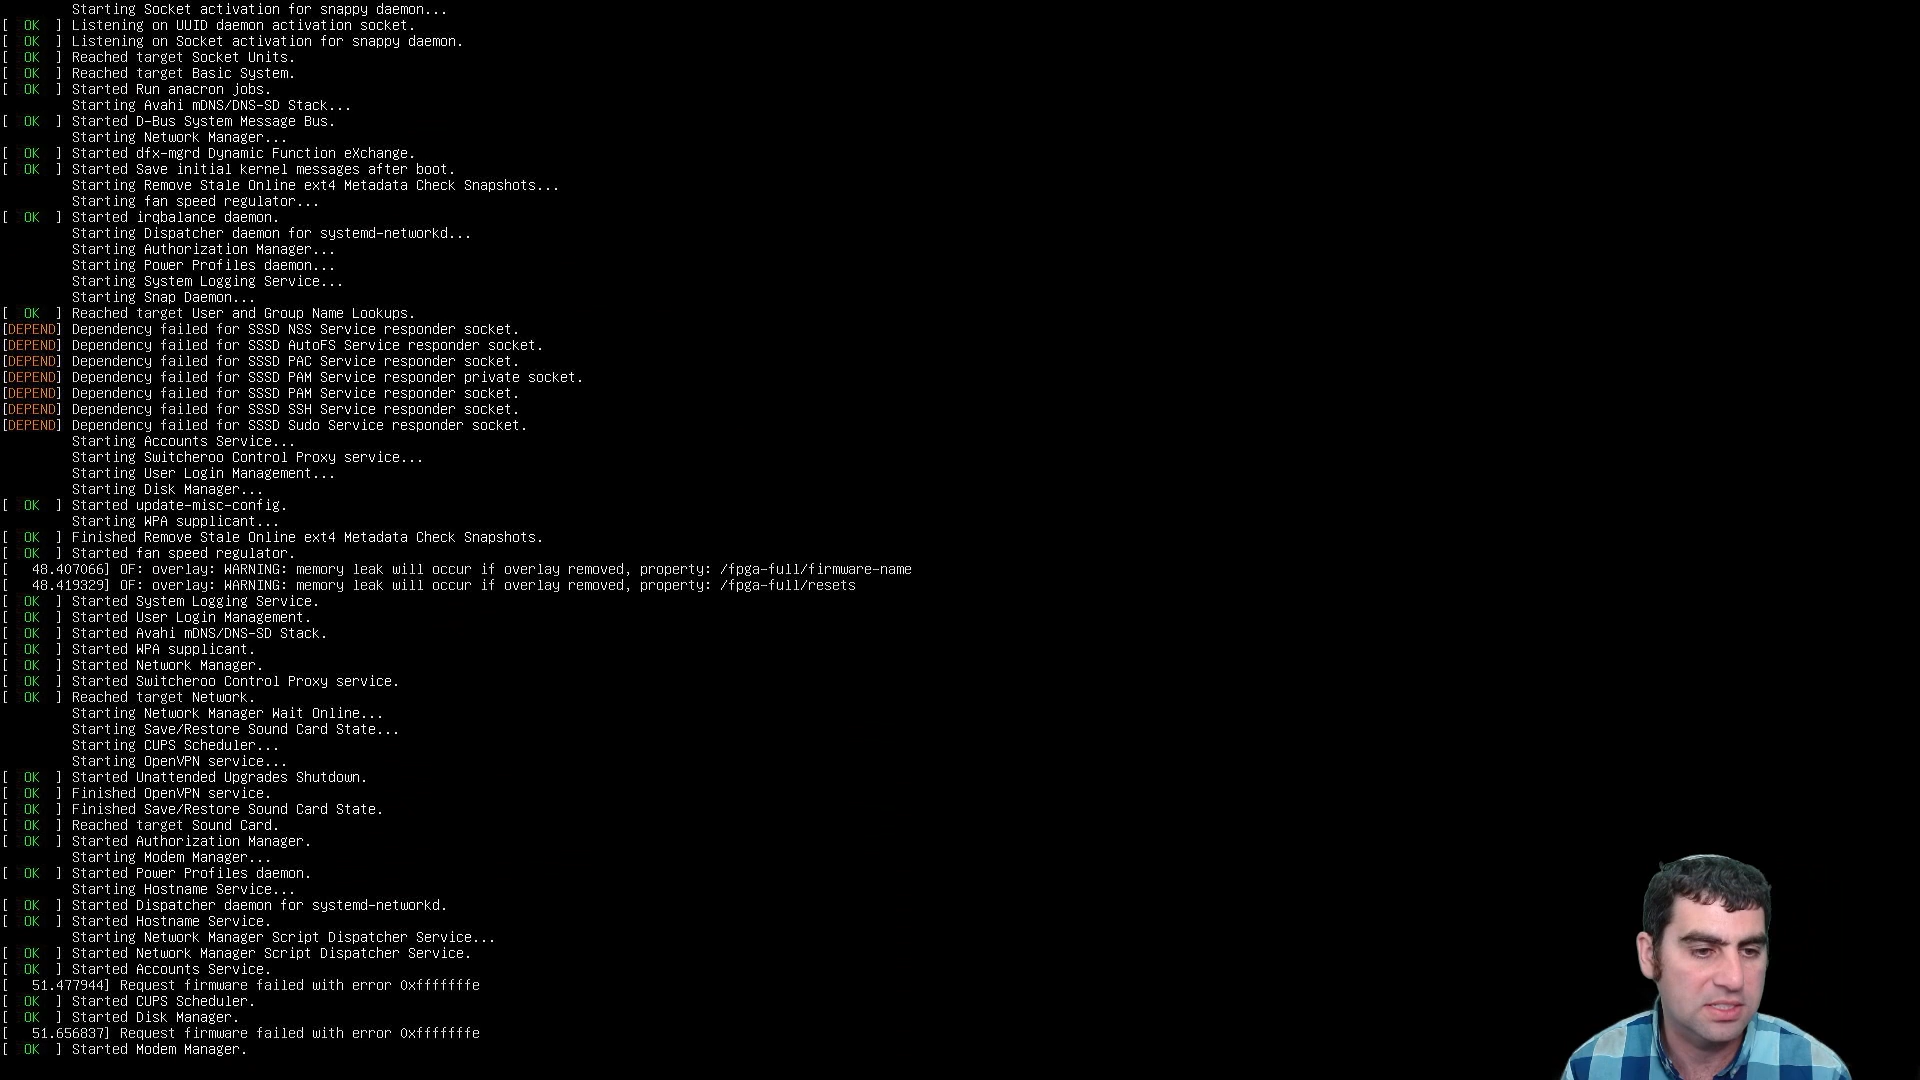 Starting Socket activation for snappy daemon...
[  OK  ] Listening on UUID daemon activation socket.
[  OK  ] Listening on Socket activation for snappy daemon.
[  OK  ] Reached target Socket Units.
[  OK  ] Reached target Basic System.
[  OK  ] Started Run anacron jobs.
Starting Avahi mDNS/DNS-SD Stack...
[  OK  ] Started D-Bus System Message Bus.
Starting Network Manager...
[  OK  ] Started dfx-mgrd Dynamic Function eXchange.
[  OK  ] Started Save initial kernel messages after boot.
Starting Remove Stale Online ext4 Metadata Check Snapshots...
Starting fan speed regulator...
[  OK  ] Started irqbalance daemon.
Starting Dispatcher daemon for systemd-networkd...
Starting Authorization Manager...
Starting Power Profiles daemon...
Starting System Logging Service...
Starting Snap Daemon...
[  OK  ] Reached target User and Group Name Lookups.
[DEPEND] Dependency failed for SSSD NSS Service responder socket.
[DEPEND] Dependency failed for SSSD AutoFS Service responder socket.
[DEPEND] Dependency failed for SSSD PAC Service responder socket.
[DEPEND] Dependency failed for SSSD PAM Service responder private socket.
[DEPEND] Dependency failed for SSSD PAM Service responder socket.
[DEPEND] Dependency failed for SSSD SSH Service responder socket.
[DEPEND] Dependency failed for SSSD Sudo Service responder socket.
Starting Accounts Service...
Starting Switcheroo Control Proxy service...
Starting User Login Management...
Starting Disk Manager...
[  OK  ] Started update-misc-config.
Starting WPA supplicant...
[  OK  ] Finished Remove Stale Online ext4 Metadata Check Snapshots.
[  OK  ] Started fan speed regulator.
[   48.407066] OF: overlay: WARNING: memory leak will occur if overlay removed, property: /fpga-full/firmware-name
[   48.419329] OF: overlay: WARNING: memory leak will occur if overlay removed, property: /fpga-full/resets
[  OK  ] Started System Logging Service.
[  OK  ] Started User Login Management.
[  OK  ] Started Avahi mDNS/DNS-SD Stack.
[  OK  ] Started WPA supplicant.
[  OK  ] Started Network Manager.
[  OK  ] Started Switcheroo Control Proxy service.
[  OK  ] Reached target Network.
Starting Network Manager Wait Online...
Starting Save/Restore Sound Card State...
Starting CUPS Scheduler...
Starting OpenVPN service...
[  OK  ] Started Unattended Upgrades Shutdown.
[  OK  ] Finished OpenVPN service.
[  OK  ] Finished Save/Restore Sound Card State.
[  OK  ] Reached target Sound Card.
[  OK  ] Started Authorization Manager.
Starting Modem Manager...
[  OK  ] Started Power Profiles daemon.
Starting Hostname Service...
[  OK  ] Started Dispatcher daemon for systemd-networkd.
[  OK  ] Started Hostname Service.
Starting Network Manager Script Dispatcher Service...
[  OK  ] Started Network Manager Script Dispatcher Service.
[  OK  ] Started Accounts Service.
[   51.477944] Request firmware failed with error 0xfffffffe
[  OK  ] Started CUPS Scheduler.
[  OK  ] Started Disk Manager.
[   51.656837] Request firmware failed with error 0xfffffffe
[  OK  ] Started Modem Manager.